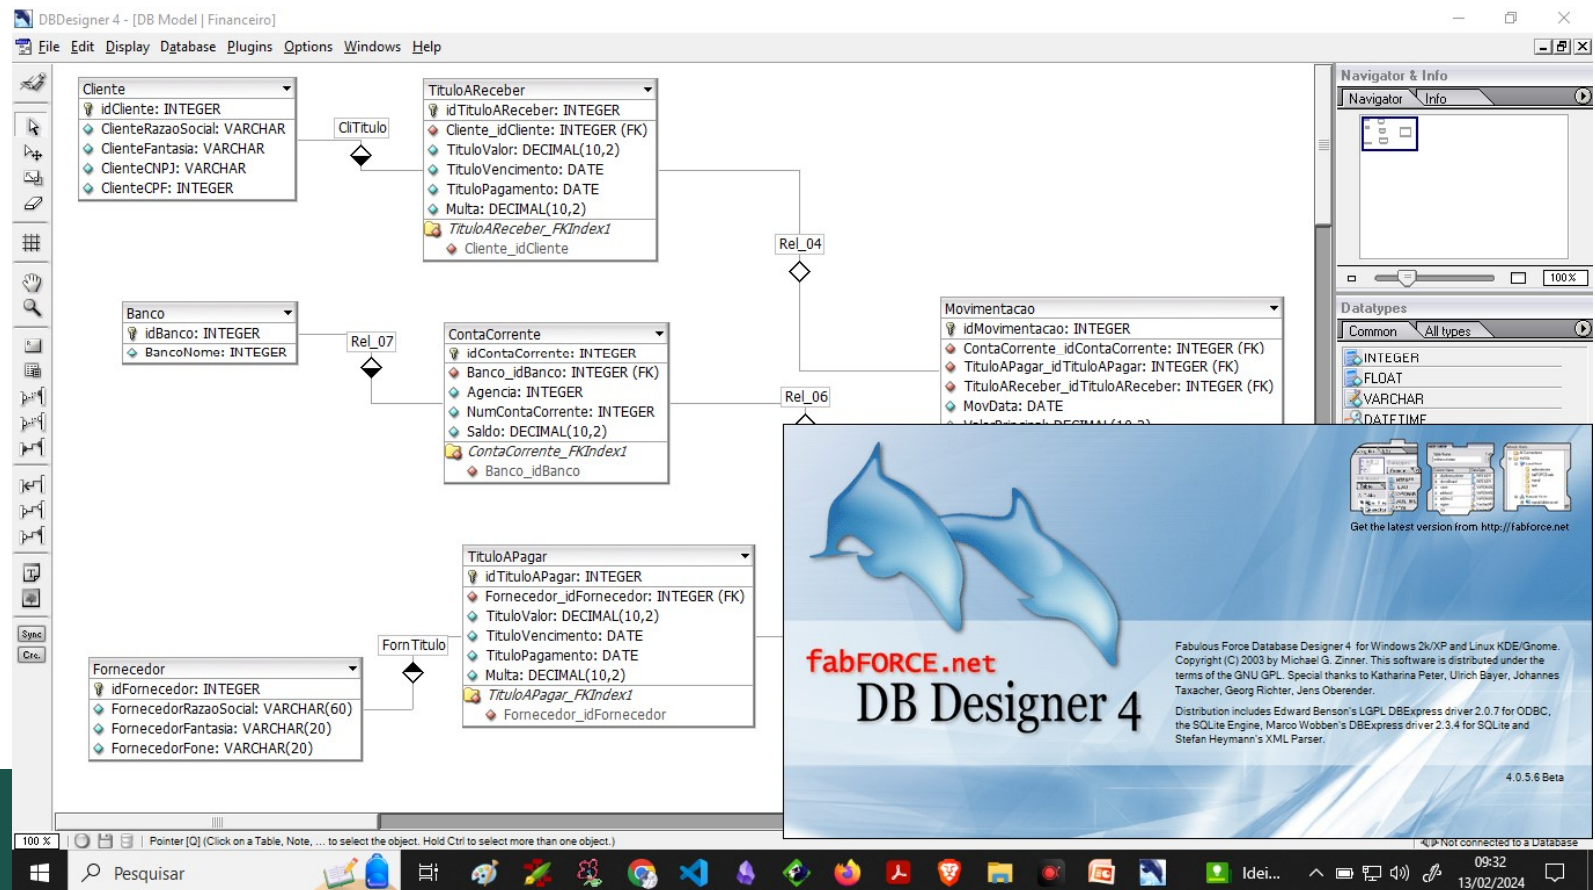 DBDesigner 4 - [DB Model | Financeiro]
File Edit Display Database Plugins Options Windows Help
Cliente
idCliente: INTEGER
ClienteRazaoSocial: VARCHAR
ClienteFantasia: VARCHAR
ClienteCNPJ: VARCHAR
ClienteCPF: INTEGER
CliTitulo
TituloAReceber
idTituloAReceber: INTEGER
Cliente_idCliente: INTEGER (FK)
TituloValor: DECIMAL(10,2)
TituloVencimento: DATE
TituloPagamento: DATE
Multa: DECIMAL(10,2)
TituloAReceber_FKIndex1
Cliente_idCliente
Rel_04
Banco
idBanco: INTEGER
BancoNome: INTEGER
Rel_07
ContaCorrente
idContaCorrente: INTEGER
Banco_idBanco: INTEGER (FK)
Agencia: INTEGER
NumContaCorrente: INTEGER
Saldo: DECIMAL(10,2)
ContaCorrente_FKIndex1
Banco_idBanco
Rel_06
Movimentacao
idMovimentacao: INTEGER
ContaCorrente_idContaCorrente: INTEGER (FK)
TituloAPagar_idTituloAPagar: INTEGER (FK)
TituloAReceber_idTituloAReceber: INTEGER (FK)
MovData: DATE
Fornecedor
idFornecedor: INTEGER
FornecedorRazaoSocial: VARCHAR(60)
FornecedorFantasia: VARCHAR(20)
FornecedorFone: VARCHAR(20)
FornTitulo
TituloAPagar
idTituloAPagar: INTEGER
Fornecedor_idFornecedor: INTEGER (FK)
TituloValor: DECIMAL(10,2)
TituloVencimento: DATE
TituloPagamento: DATE
Multa: DECIMAL(10,2)
TituloAPagar_FKIndex1
Fornecedor_idFornecedor
Navigator & Info
Navigator Info
100%
Datatypes
Common All types
INTEGER
FLOAT
VARCHAR
DATETIME
Get the latest version from http://fabforce.net
fabFORCE.net
DB Designer 4
Fabulous Force Database Designer 4 for Windows 2k/XP and Linux KDE/Gnome.
Copyright (C) 2003 by Michael G. Zinner. This software is distributed under the
terms of the GNU GPL. Special thanks to Katharina Peter, Ulrich Bayer, Johannes
Taxacher, Georg Richter, Jens Oberender.
Distribution includes Edward Benson's LGPL DBExpress driver 2.0.7 for ODBC,
the SQLite Engine, Marco Wobben's DBExpress driver 2.3.4 for SQLite and
Stefan Heymann's XML Parser.
4.0.5.6 Beta
Sync
Cre.
100 %
Pointer [Q] (Click on a Table, Note, ... to select the object. Hold Ctrl to select more than one object.)
Not connected to a Database
Pesquisar
Idei...
09:32
13/02/2024